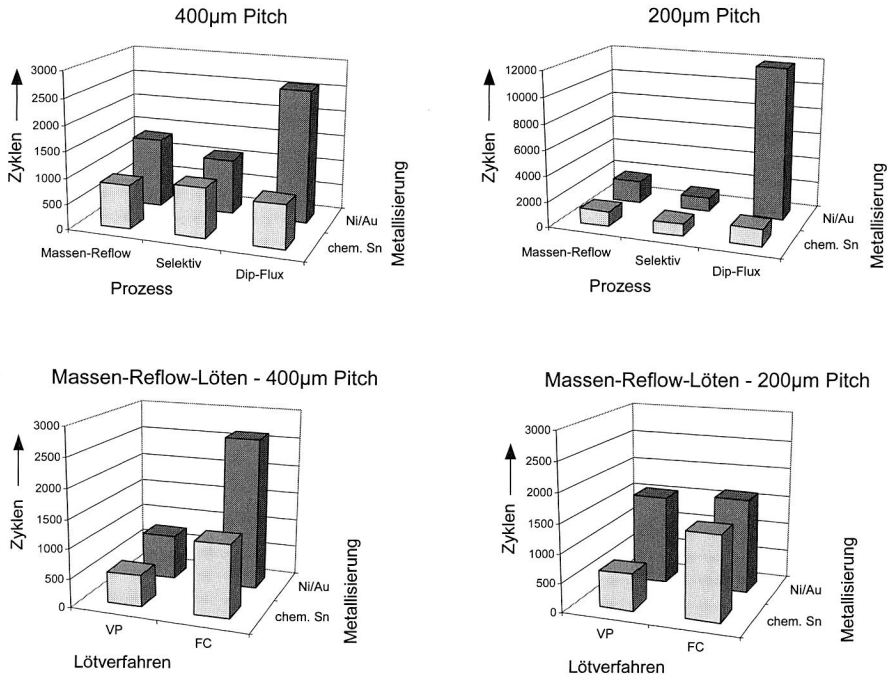 400µm Pitch
Zyklen
3000
2500
2000
1500
1000
500
0
Massen-Reflow
Selektiv
Dip-Flux
Prozess
Ni/Au
chem. Sn
Metallisierung
200µm Pitch
Zyklen
12000
10000
8000
6000
4000
2000
0
Massen-Reflow
Selektiv
Dip-Flux
Prozess
Ni/Au
chem. Sn
Metallisierung
Massen-Reflow-Löten - 400µm Pitch
Zyklen
3000
2500
2000
1500
1000
500
0
VP
FC
Lötverfahren
Ni/Au
chem. Sn
Metallisierung
Massen-Reflow-Löten - 200µm Pitch
Zyklen
3000
2500
2000
1500
1000
500
0
VP
FC
Lötverfahren
Ni/Au
chem. Sn
Metallisierung